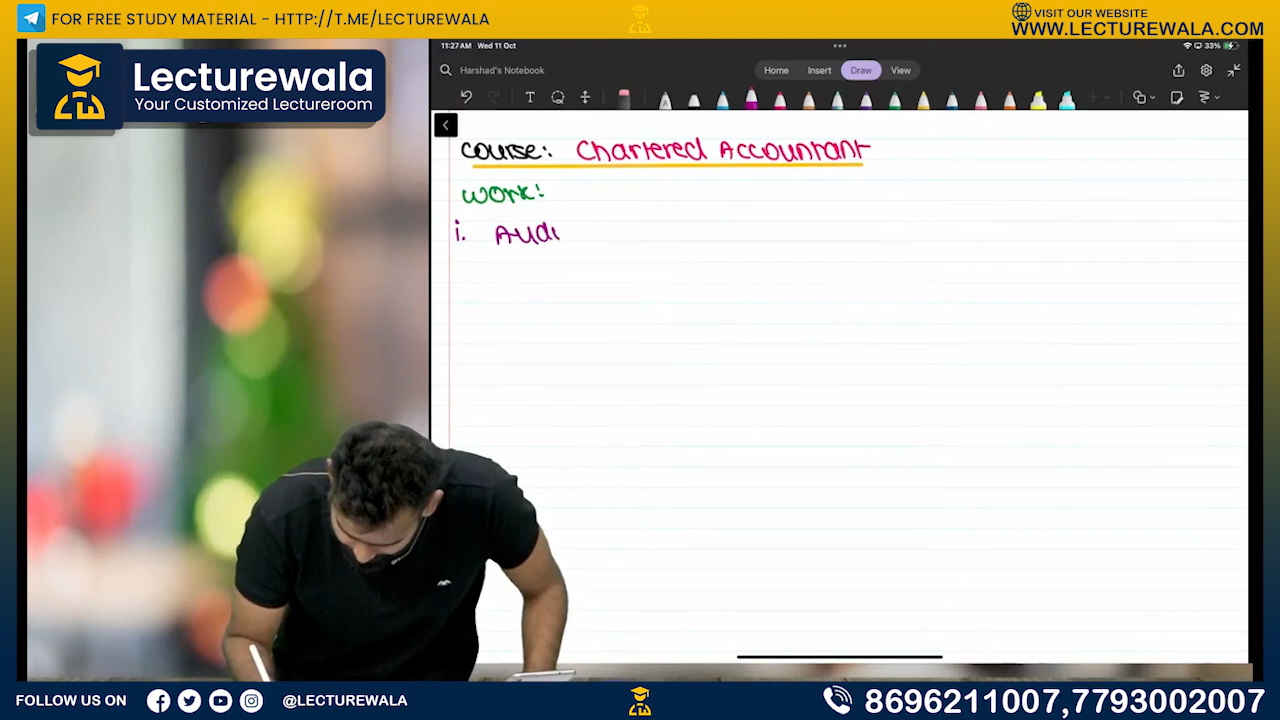 FOR FREE STUDY MATERIAL - HTTP://T.ME/LECTUREWALA
VISIT OUR WEBSITE
WWW.LECTUREWALA.COM
Lecturewala
Your Customized Lectureroom
11:27 AM Wed 11 Oct
33%
Harshad's Notebook
Home Insert Draw View
Course: Chartered Accountant
Work:
i. Audi
FOLLOW US ON
@LECTUREWALA
8696211007,7793002007